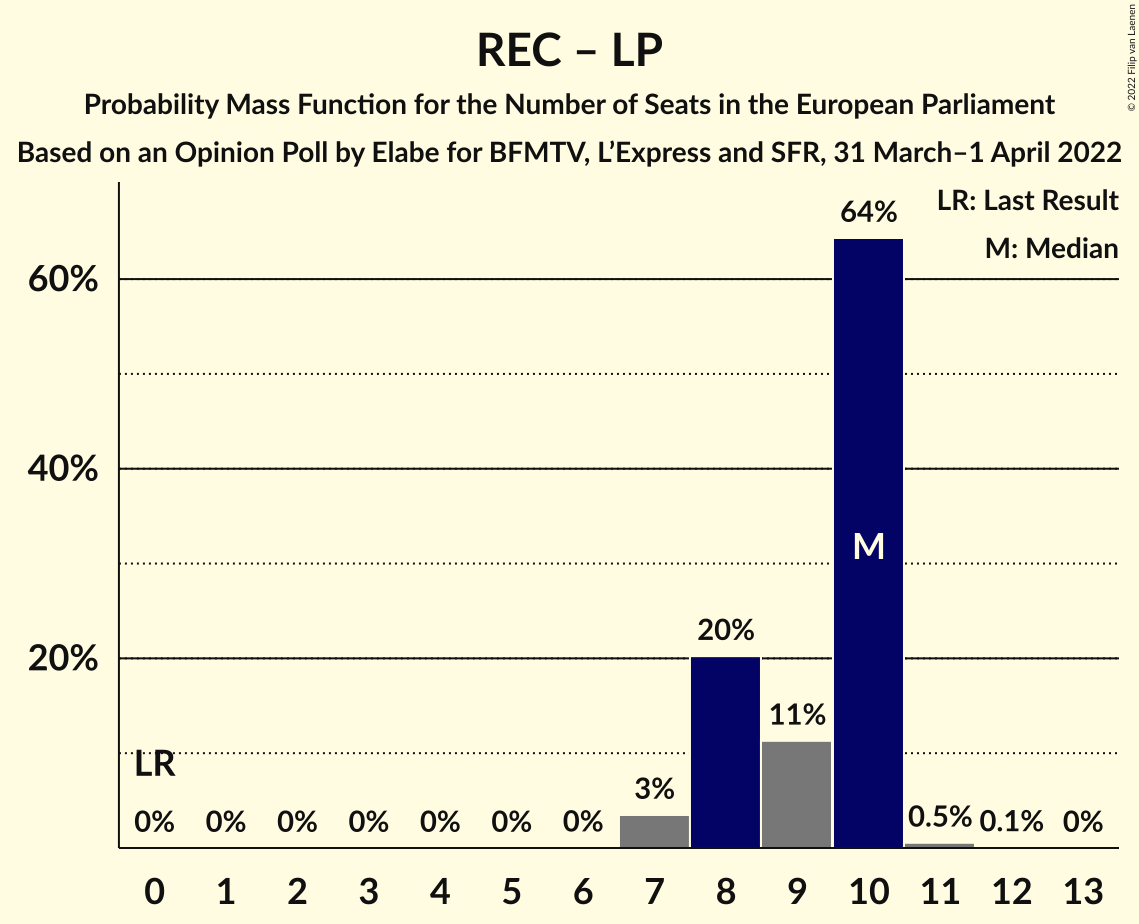 REC – LP
Probability Mass Function for the Number of Seats in the European Parliament
Based on an Opinion Poll by Elabe for BFMTV, L’Express and SFR, 31 March–1 April 2022
© 2022 Filip van Laenen
LR: Last Result
M: Median
60%
40%
20%
64%
M
20%
11%
LR
3%
0% 0% 0% 0% 0% 0% 0% 0.5% 0.1% 0%
0 1 2 3 4 5 6 7 8 9 10 11 12 13